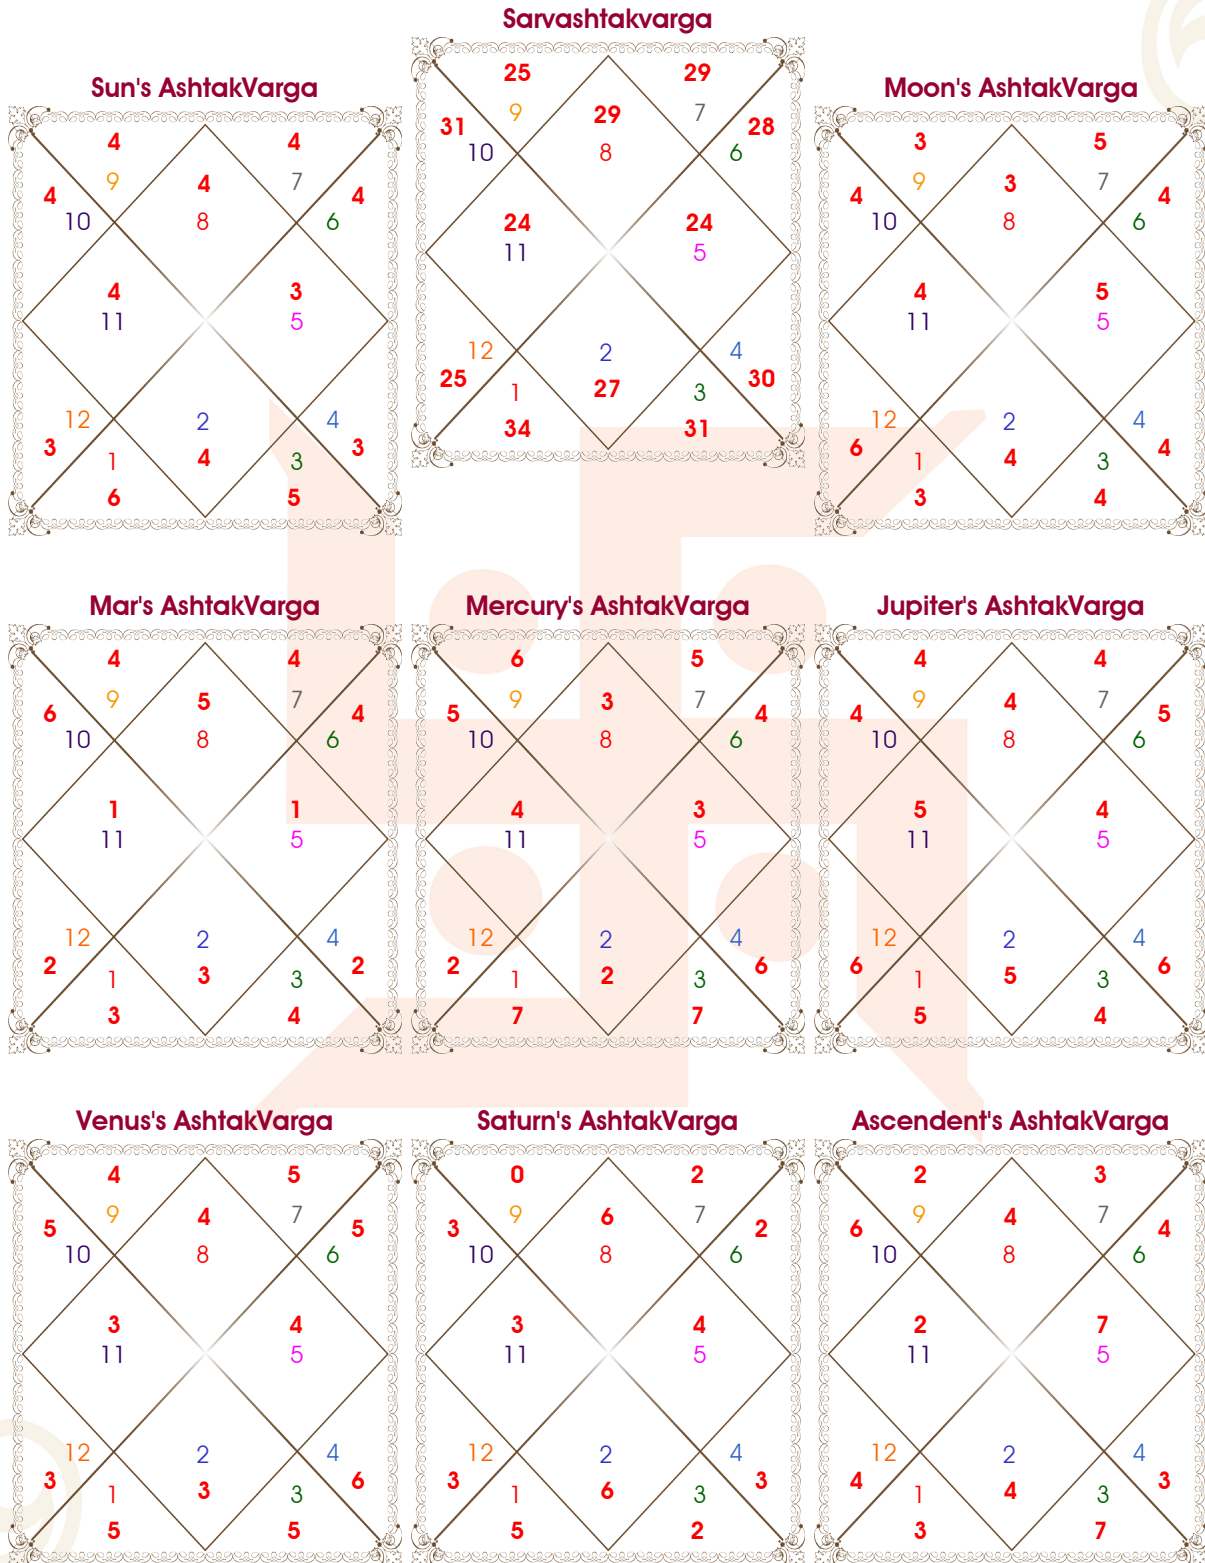 Sarvashtakvarga
25 29
9 29 7
31 28
10 8 6
24 24
11 5
12 2 4
25 27 30
1 3
34 31
Sun's AshtakVarga
4 4
9 4 7
4 4
10 8 6
4 3
11 5
12 2 4
3 4 3
1 3
6 5
Moon's AshtakVarga
3 5
9 3 7
4 4
10 8 6
4 5
11 5
12 2 4
6 4 4
1 3
3 4
Mar's AshtakVarga
4 4
9 5 7
6 4
10 8 6
1 1
11 5
12 2 4
2 3 2
1 3
3 4
Mercury's AshtakVarga
6 5
9 3 7
5 4
10 8 6
4 3
11 5
12 2 4
2 2 6
1 3
7 7
Jupiter's AshtakVarga
4 4
9 4 7
4 5
10 8 6
5 4
11 5
12 2 4
6 5 6
1 3
5 4
Venus's AshtakVarga
4 5
9 4 7
5 5
10 8 6
3 4
11 5
12 2 4
3 3 6
1 3
5 5
Saturn's AshtakVarga
0 2
9 6 7
3 2
10 8 6
3 4
11 5
12 2 4
3 6 3
1 3
5 2
Ascendent's AshtakVarga
2 3
9 4 7
6 4
10 8 6
2 7
11 5
12 2 4
4 4 3
1 3
3 7